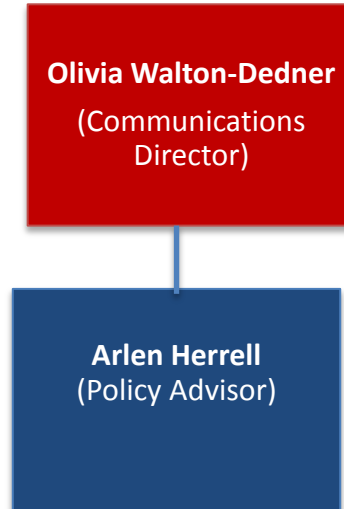 Olivia Walton-Dedner
(Communications
Director)
Arlen Herrell
(Policy Advisor)